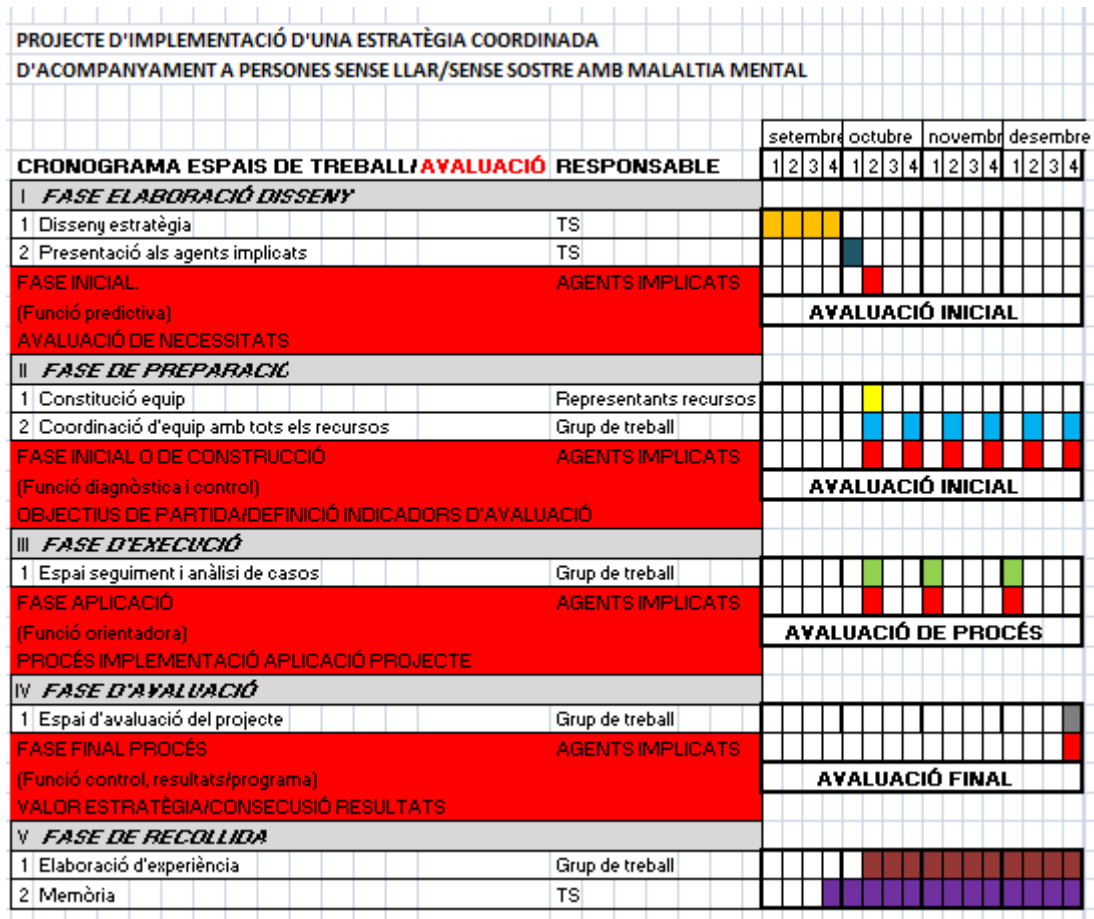 PROJECTE D'IMPLEMENTACIÓ D'UNA ESTRATÈGIA COORDINADA
D'ACOMPANYAMENT A PERSONES SENSE LLAR/SENSE SOSTRE AMB MALALTIA MENTAL
setembre octubre novembr desembre
CRONOGRAMA ESPAIS DE TREBALL/AVALUACIÓ RESPONSABLE 1 2 3 4 1 2 3 4 1 2 3 4 1 2 3 4
I FASE ELABORACIÓ DISSENY
1 Disseny estratègia TS
2 Presentació als agents implicats TS
FASE INICIAL. AGENTS IMPLICATS
(Funció predictiva) AVALUACIÓ INICIAL
AVALUACIÓ DE NECESSITATS
II FASE DE PREPARACIÓ
1 Constitució equip Representants recursos
2 Coordinació d'equip amb tots els recursos Grup de treball
FASE INICIAL O DE CONSTRUCCIÓ AGENTS IMPLICATS
(Funció diagnòstica i control) AVALUACIÓ INICIAL
OBJECTIUS DE PARTIDA/DEFINICIÓ INDICADORS D'AVALUACIÓ
III FASE D'EXECUCIÓ
1 Espai seguiment i anàlisi de casos Grup de treball
FASE APLICACIÓ AGENTS IMPLICATS
(Funció orientadora) AVALUACIÓ DE PROCÉS
PROCÉS IMPLEMENTACIÓ APLICACIÓ PROJECTE
IV FASE D'AVALUACIÓ
1 Espai d'avaluació del projecte Grup de treball
FASE FINAL PROCÉS AGENTS IMPLICATS
(Funció control, resultats/programa) AVALUACIÓ FINAL
VALOR ESTRATÈGIA/CONSECUSIÓ RESULTATS
V FASE DE RECOLLIDA
1 Elaboració d'experiència Grup de treball
2 Memòria TS